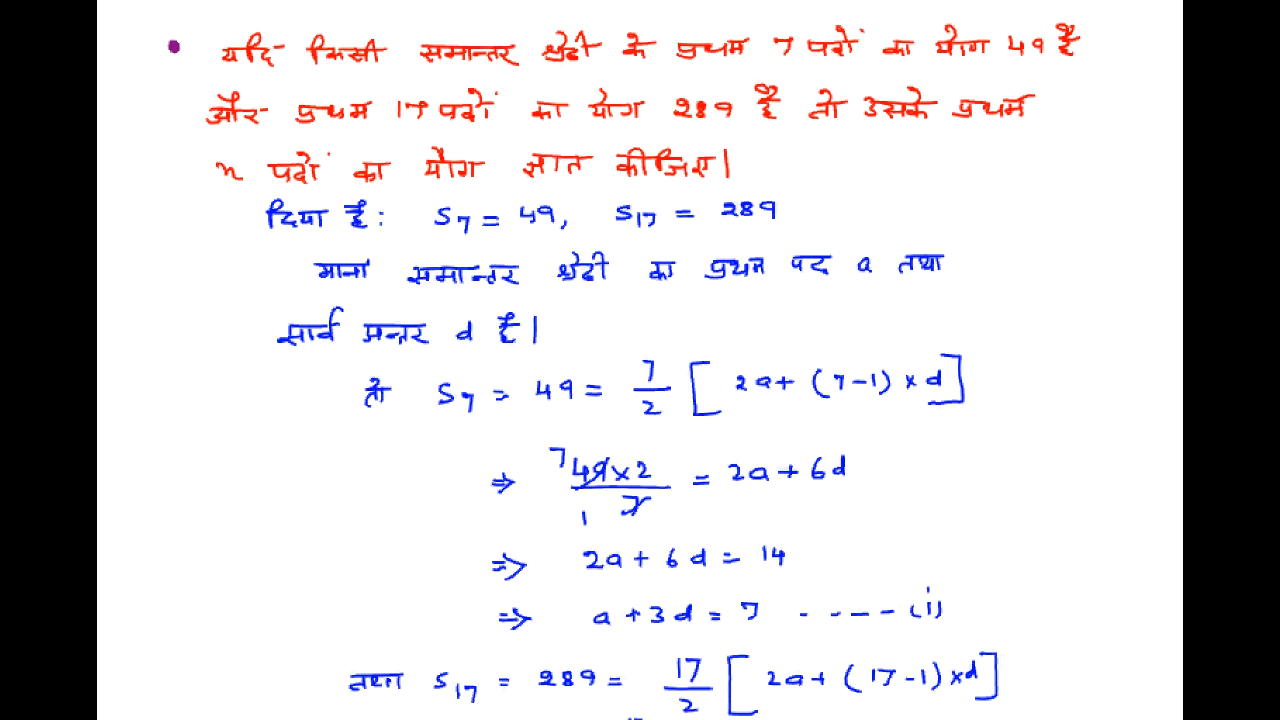 • यदि किसी समान्तर श्रेढी के प्रथम 7 पदों का योग 49 है
और प्रथम 17 पदों का योग 289 है तो उसके प्रथम
n पदों का योग ज्ञात कीजिए।
दिया है: S₇ = 49, S₁₇ = 289
माना समान्तर श्रेढी का प्रथम पद a तथा
सार्व अन्तर d है।
तो S₇ = 49 = 7/2 [2a + (7-1) × d]
⇒ 7 49×2 / 7 1 = 2a + 6d
⇒ 2a + 6d = 14
⇒ a + 3d = 7 - - - - (i)
तथा S₁₇ = 289 = 17/2 [2a + (17-1) × d]